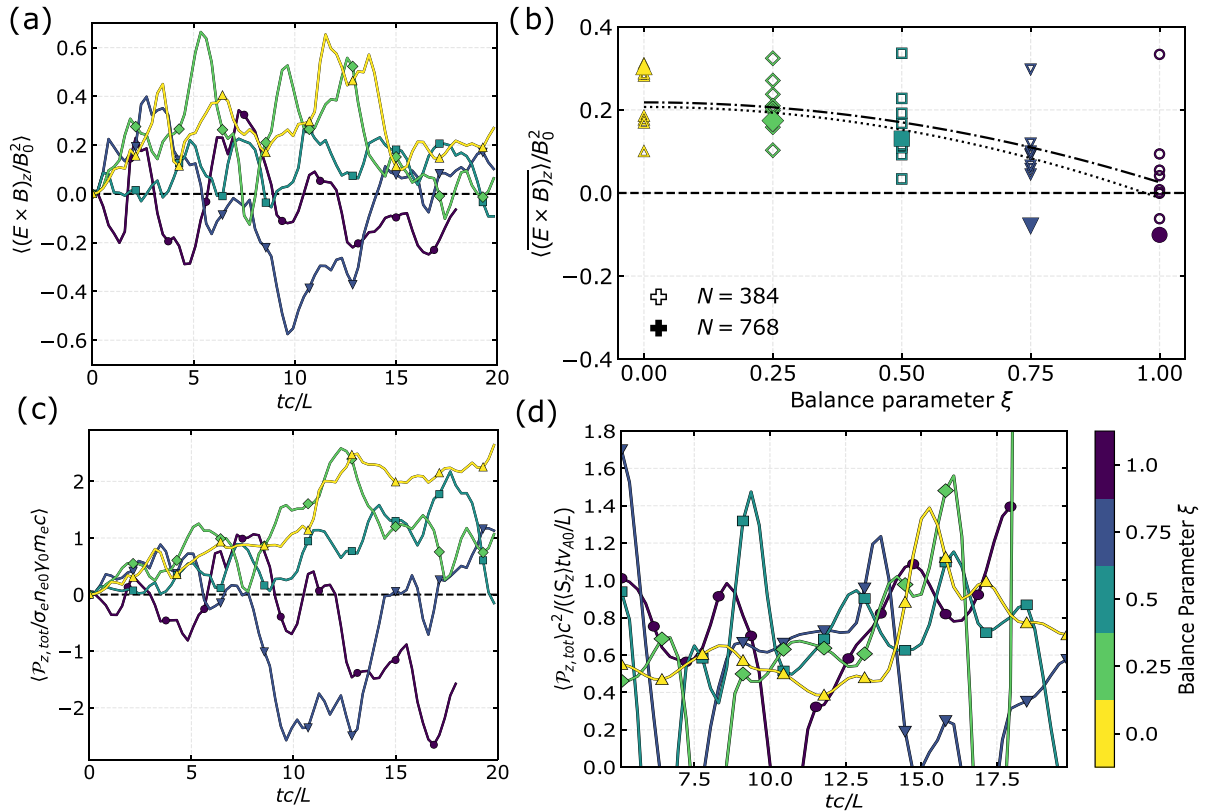 (a)
⟨(E × B)z/B₀²⟩
0.6
0.4
0.2
0.0
−0.2
−0.4
−0.6
0 5 10 15 20
tc/L
(b)
⟨(E × B)z⟩/B₀²
0.4
0.2
0.0
−0.2
−0.4
N = 384
N = 768
0.00 0.25 0.50 0.75 1.00
Balance parameter ξ
(c)
⟨𝒫z,tot/σₑnₑ₀γ₀mₑc⟩
2
1
0
−1
−2
0 5 10 15 20
tc/L
(d)
⟨𝒫z,tot⟩c²/(⟨Sz⟩tvA0/L)
1.8
1.6
1.4
1.2
1.0
0.8
0.6
0.4
0.2
0.0
7.5 10.0 12.5 15.0 17.5
tc/L
1.0
0.75
0.5
0.25
0.0
Balance Parameter ξ